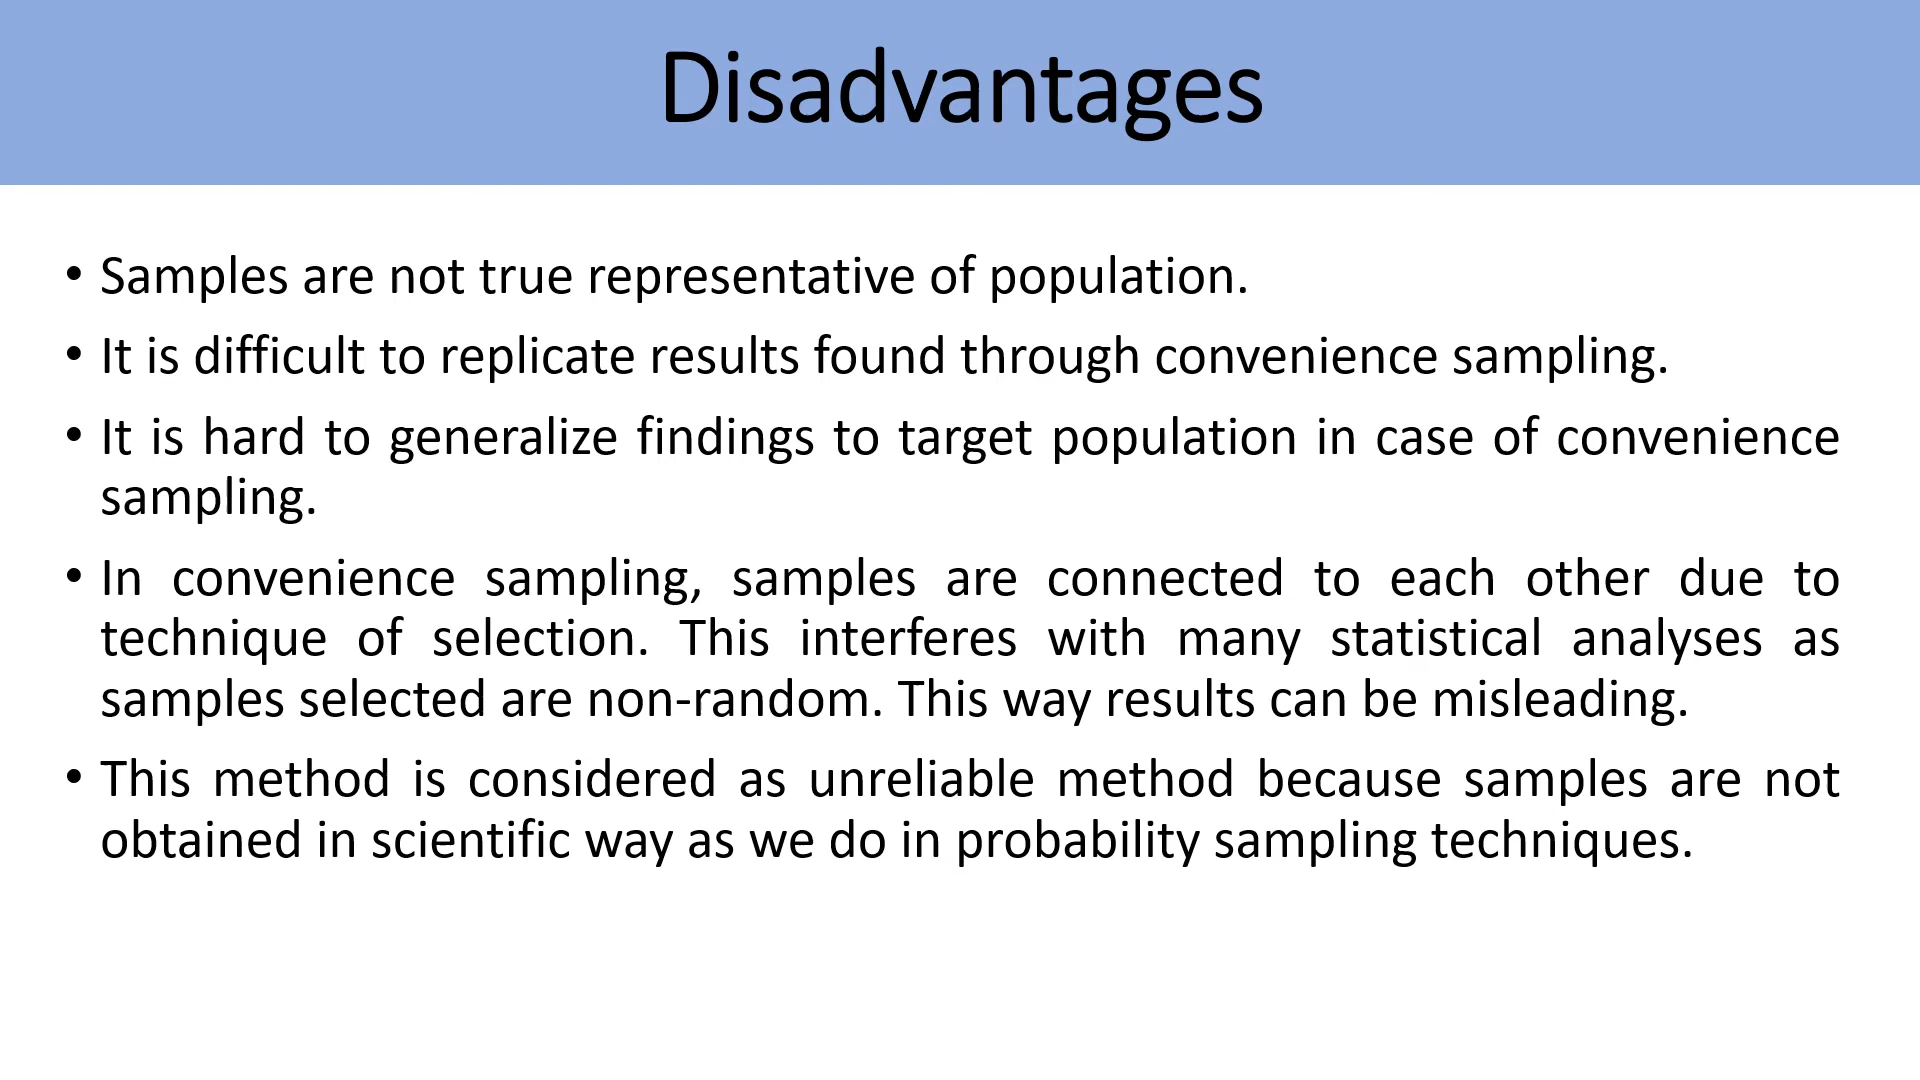 Disadvantages
• Samples are not true representative of population.
• It is difficult to replicate results found through convenience sampling.
• It is hard to generalize findings to target population in case of convenience
sampling.
• In convenience sampling, samples are connected to each other due to
technique of selection. This interferes with many statistical analyses as
samples selected are non-random. This way results can be misleading.
• This method is considered as unreliable method because samples are not
obtained in scientific way as we do in probability sampling techniques.